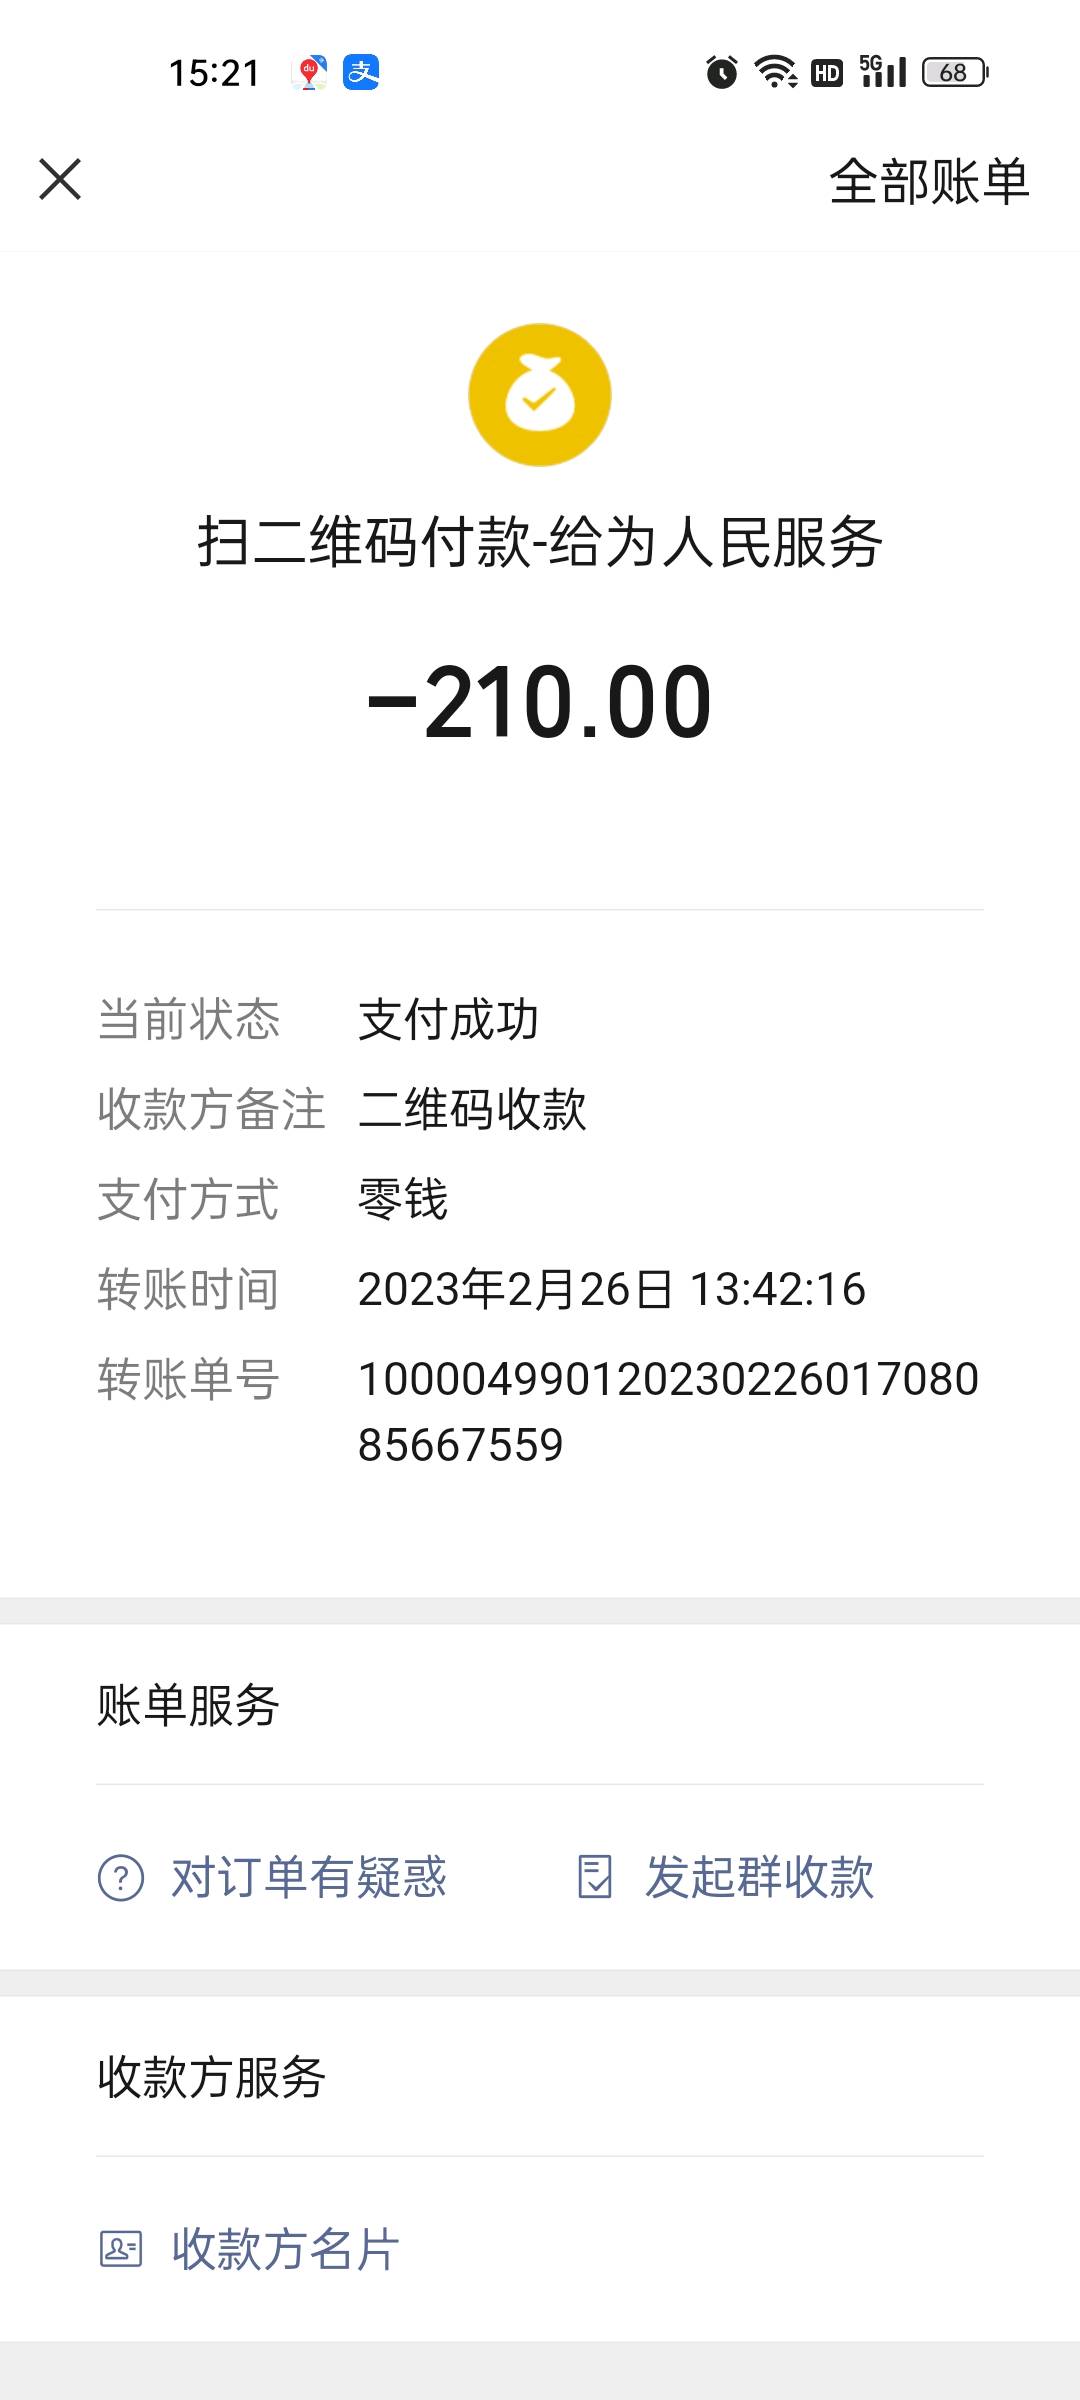 15:21 du 支 HD 5G 68
全部账单
扫二维码付款-给为人民服务
-210.00
当前状态 支付成功
收款方备注 二维码收款
支付方式 零钱
转账时间 2023年2月26日 13:42:16
转账单号 100004990120230226017080
85667559
账单服务
? 对订单有疑惑 发起群收款
收款方服务
收款方名片